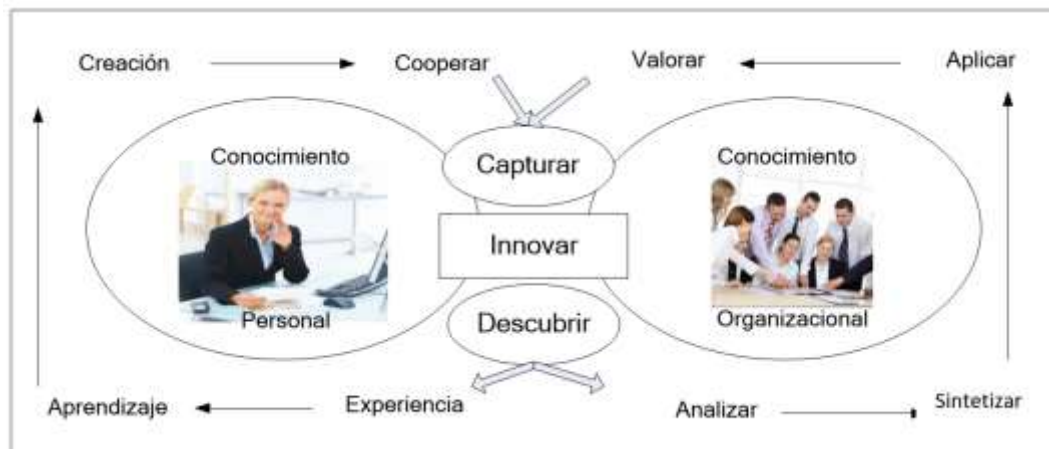 Creación
Cooperar
Valorar
Aplicar
Conocimiento
Personal
Capturar
Innovar
Descubrir
Conocimiento
Organizacional
Aprendizaje
Experiencia
Analizar
Sintetizar